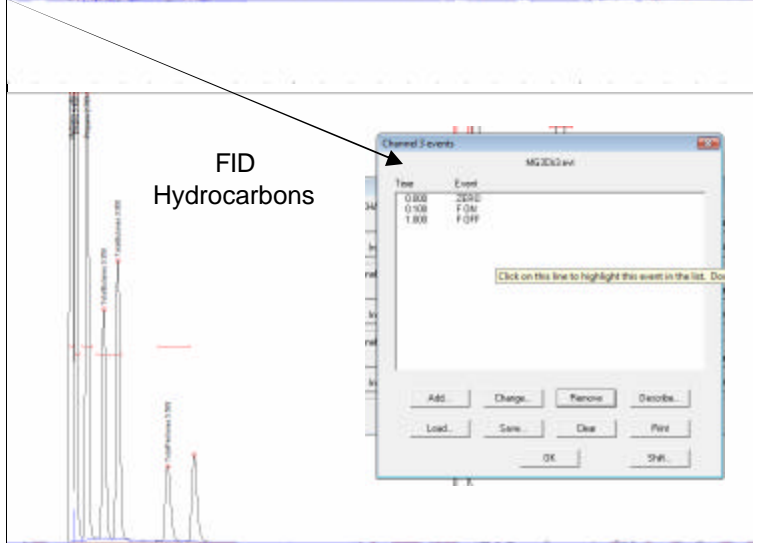 FID
Hydrocarbons
Channel 3 events
Time Event
0.000 ZERO
0.100 F ON
1.000 F OFF
Click on this line to highlight this event in the list.
Add...
Change...
Remove
Describe...
Load...
Save...
Clear
Print
OK
Shift...